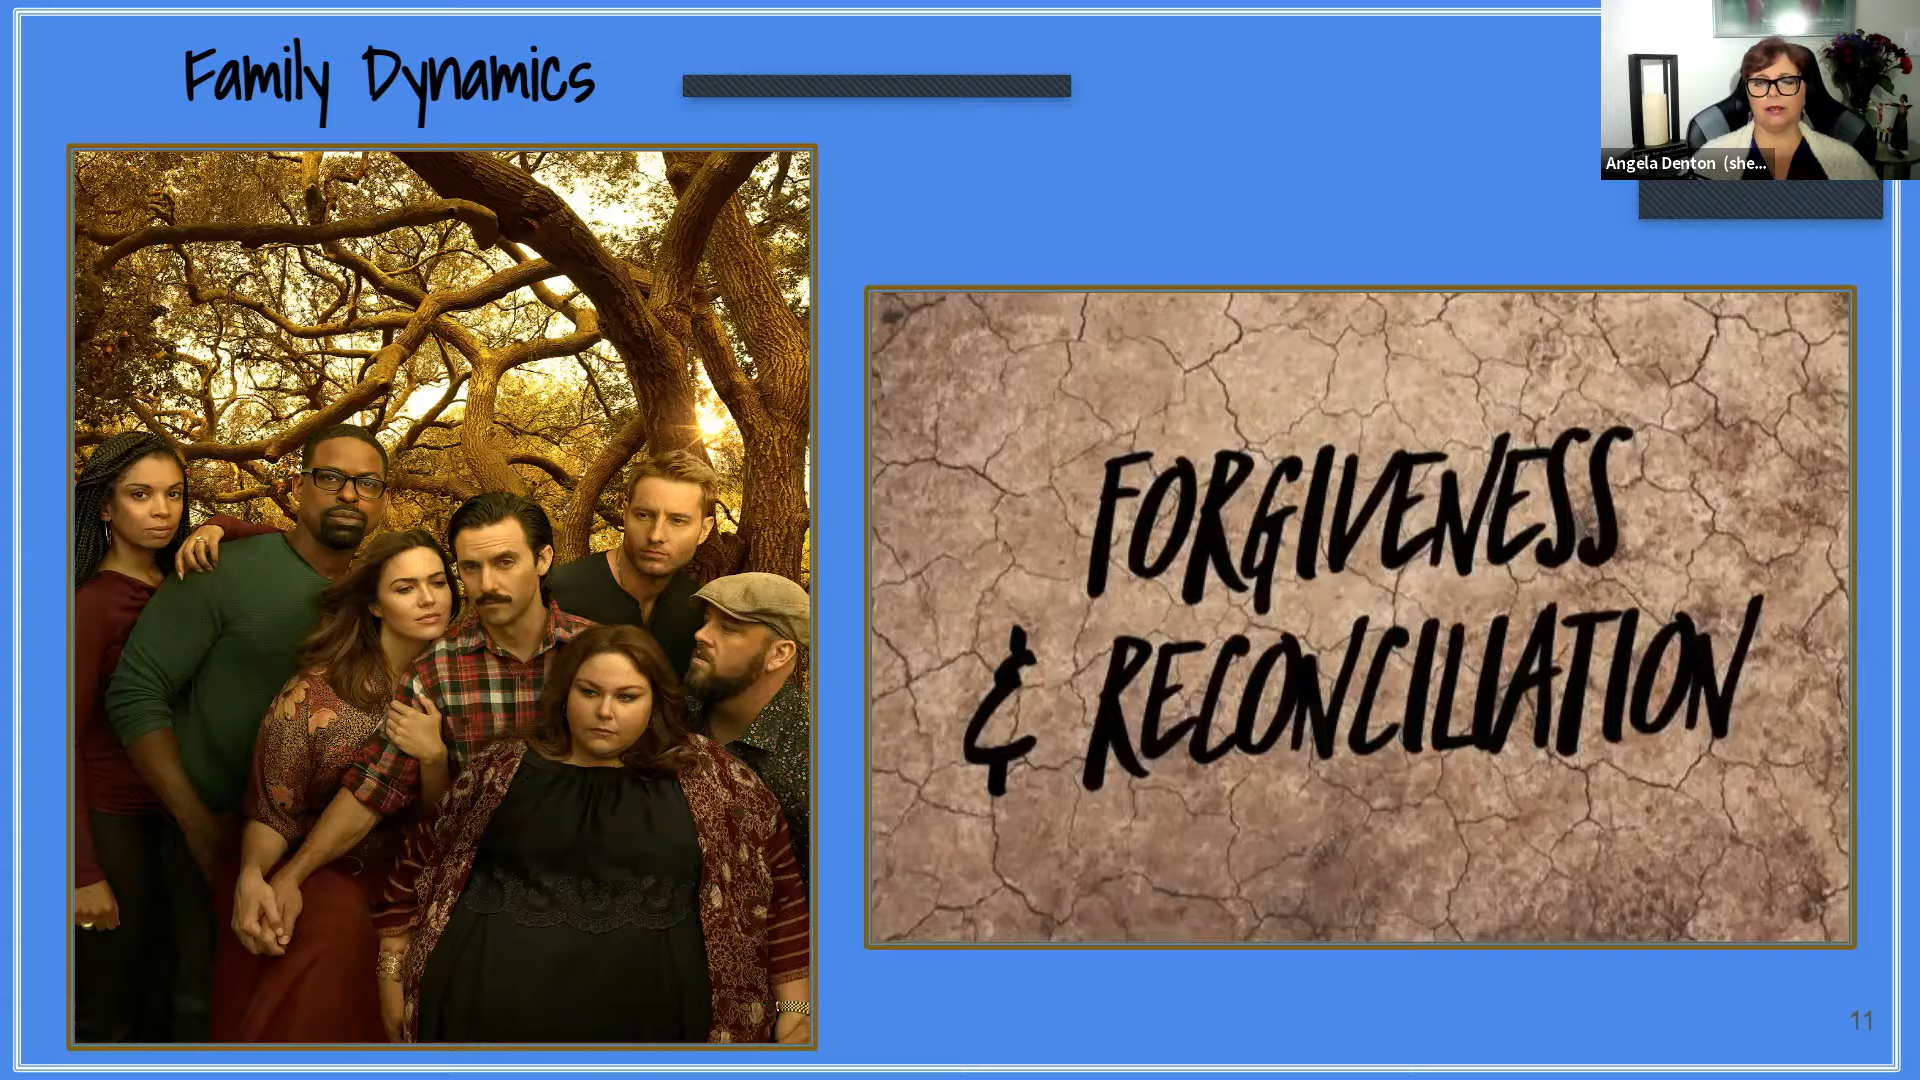 Family Dynamics
Angela Denton (she...
FORGIVENESS
& RECONCILIATION
11